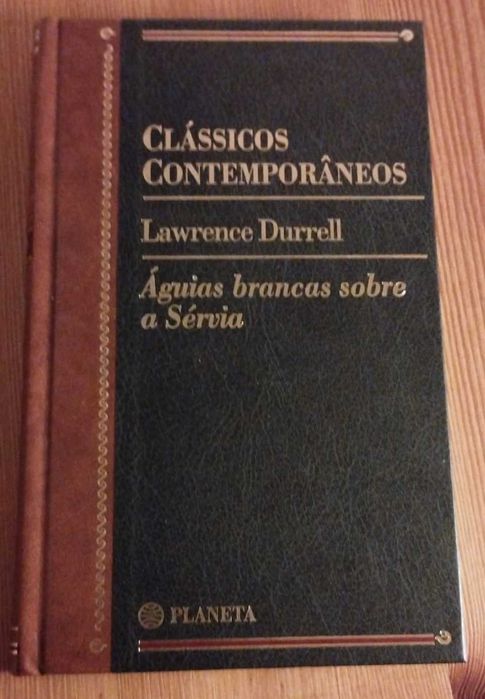 CLÁSSICOS
CONTEMPORÂNEOS
Lawrence Durrell
Águias brancas sobre
a Sérvia
PLANETA